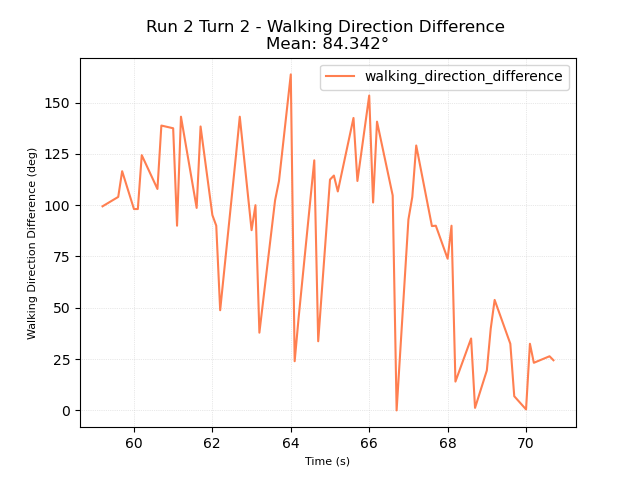 Run 2 Turn 2 - Walking Direction Difference
Mean: 84.342°
walking_direction_difference
Walking Direction Difference (deg)
150
125
100
75
50
25
0
60 62 64 66 68 70
Time (s)